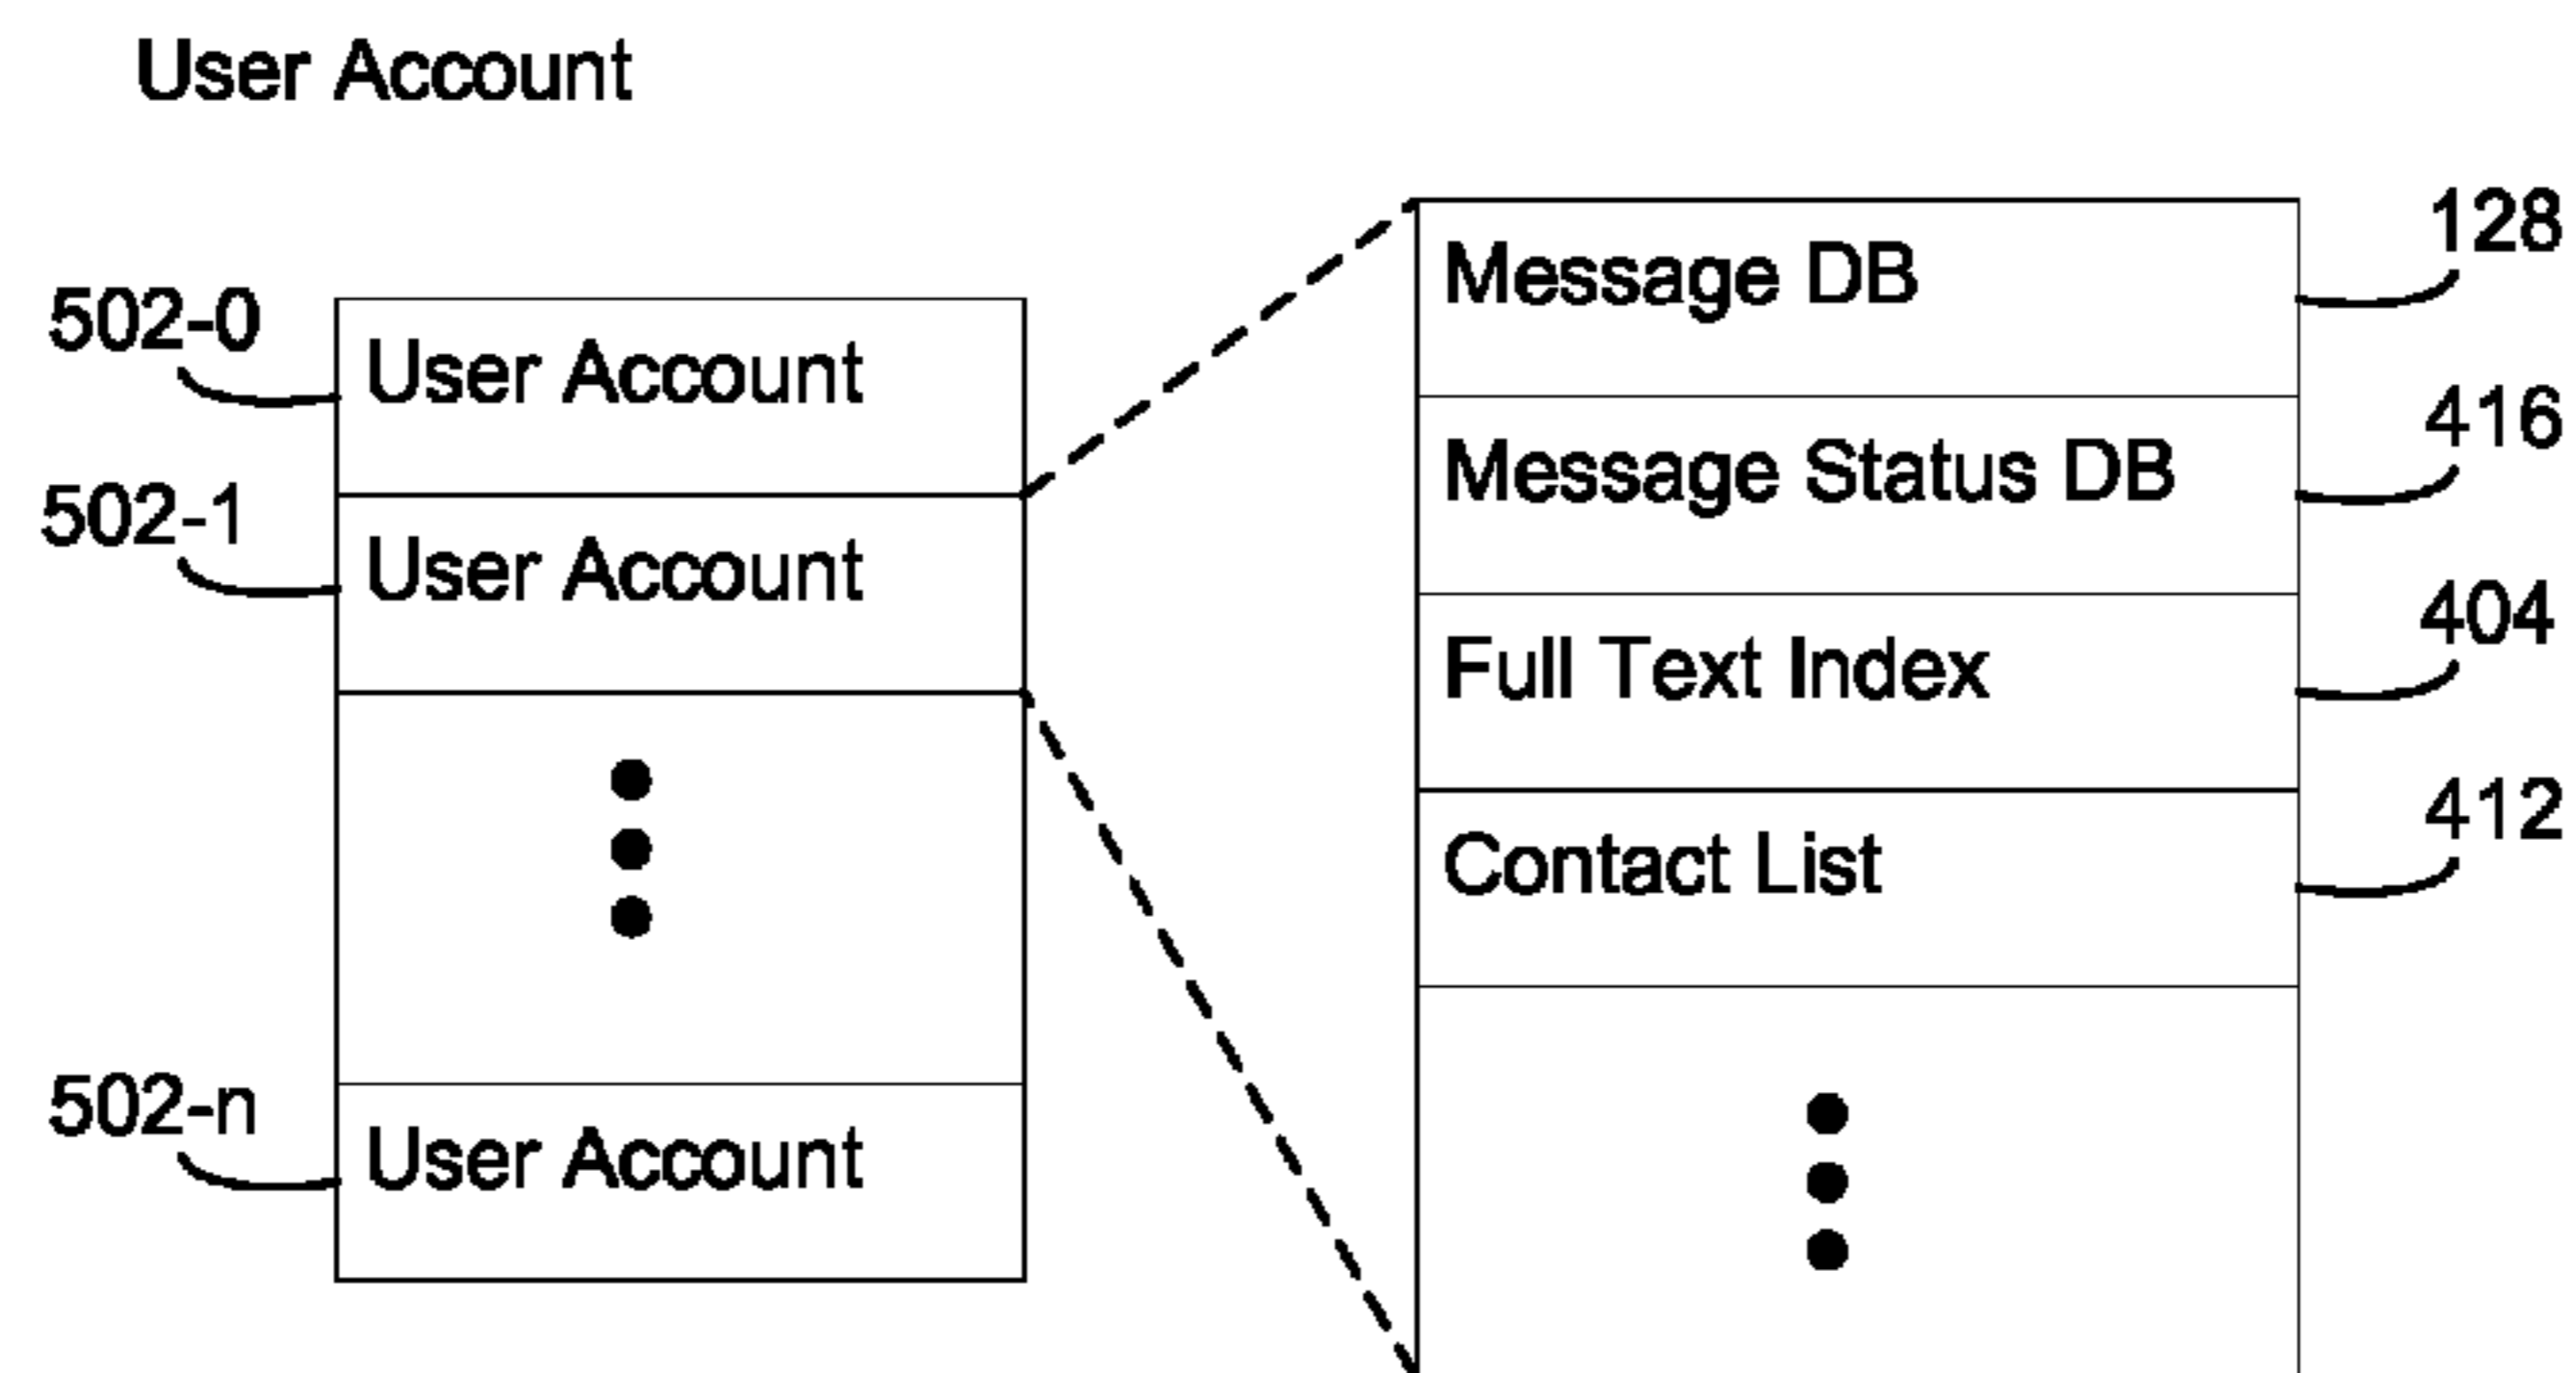 User Account
502-0
User Account
502-1
User Account
502-n
User Account
Message DB
128
Message Status DB
416
Full Text Index
404
Contact List
412